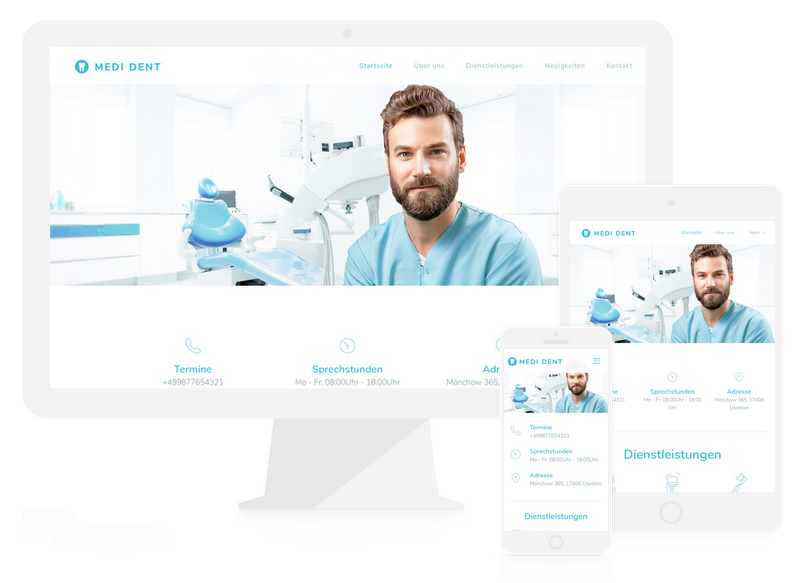 MEDI DENT
Startseite Über uns Dienstleistungen Neuigkeiten Kontakt
Termine
+499877654321
Sprechstunden
Mo - Fr: 08:00Uhr - 18:00Uhr
Adr
Mönchow 365,
MEDI DENT
Startseite Über uns Mehr
ne
4321
Sprechstunden
Mo - Fr: 08:00Uhr - 18:00
Uhr
Adresse
Mönchow 365, 17406
Usedom
Dienstleistungen
MEDI DENT
Termine
+499877654321
Sprechstunden
Mo - Fr: 08:00Uhr - 18:00Uhr
Adresse
Mönchow 365, 17406 Usedom
Dienstleistungen